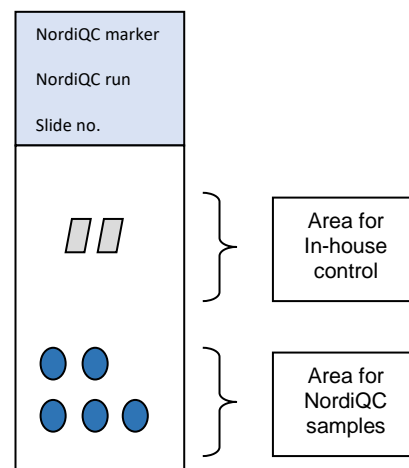 NordiQC marker
NordiQC run
Slide no.
Area for
In-house
control
Area for
NordiQC
samples